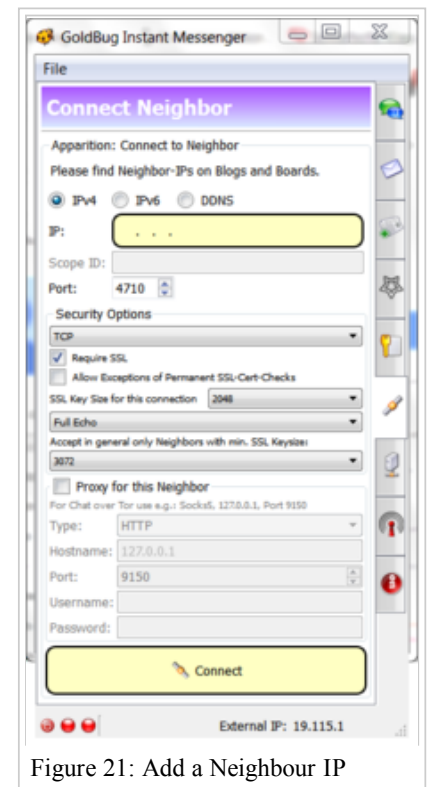 GoldBug Instant Messenger
File
Connect Neighbor
Apparition: Connect to Neighbor
Please find Neighbor-IPs on Blogs and Boards.
IPv4 IPv6 DDNS
IP: . . .
Scope ID:
Port: 4710
Security Options
TCP
Require SSL
Allow Exceptions of Permanent SSL-Cert-Checks
SSL Key Size for this connection 2048
Full Echo
Accept in general only Neighbors with min. SSL Keysize:
3072
Proxy for this Neighbor
For Chat over Tor use e.g.: Socks5, 127.0.0.1, Port 9150
Type: HTTP
Hostname: 127.0.0.1
Port: 9150
Username:
Password:
Connect
External IP: 19.115.1
Figure 21: Add a Neighbour IP